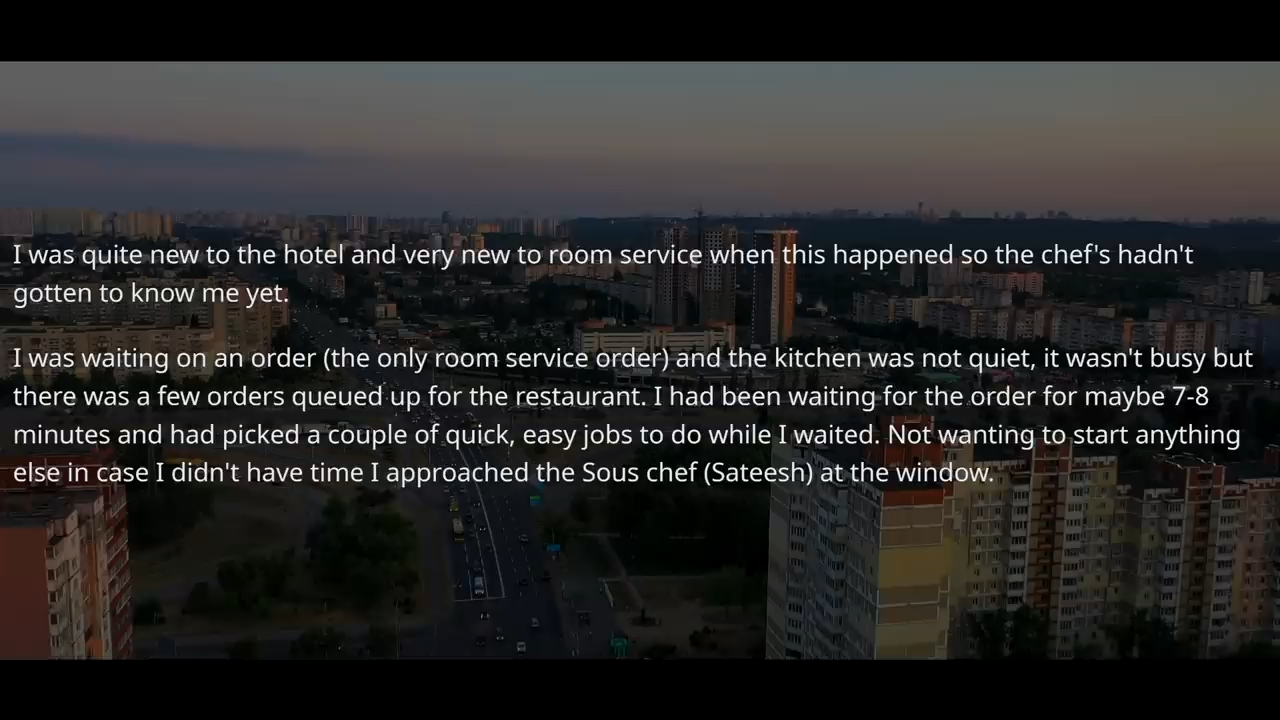 I was quite new to the hotel and very new to room service when this happened so the chef's hadn't
gotten to know me yet.
I was waiting on an order (the only room service order) and the kitchen was not quiet, it wasn't busy but
there was a few orders queued up for the restaurant. I had been waiting for the order for maybe 7-8
minutes and had picked a couple of quick, easy jobs to do while I waited. Not wanting to start anything
else in case I didn't have time I approached the Sous chef (Sateesh) at the window.